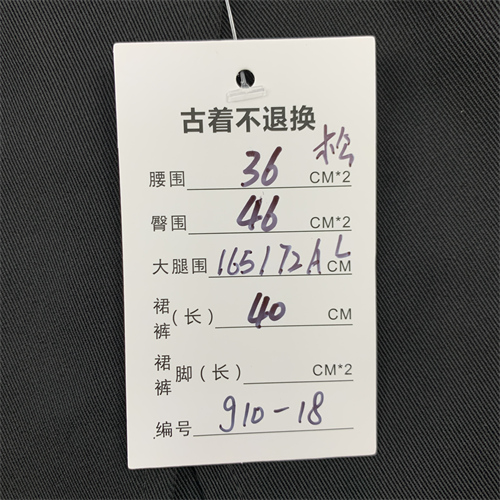 古着不退换
松
腰围 36 CM*2
臀围 46 CM*2
大腿围 165/72A L CM
裙裤(长) 40 CM
裙裤脚(长) CM*2
编号 910-18